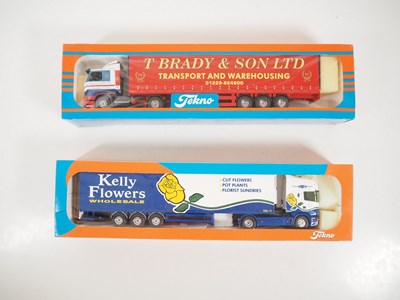 T BRADY & SON LTD
TRANSPORT AND WAREHOUSING
Tekno
Kelly
Flowers
WHOLESALE
- CUT FLOWERS
- POT PLANTS
- FLORIST SUNDRIES
Tekno